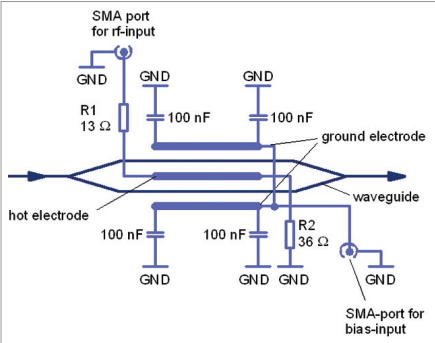 SMA port
for rf-input
GND
GND
GND
R1
13 Ω
100 nF
100 nF
ground electrode
waveguide
hot electrode
100 nF
100 nF
R2
36 Ω
GND
GND
GND
GND
SMA-port for
bias-input